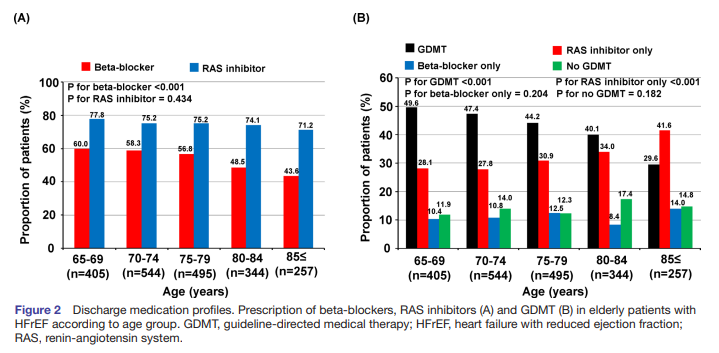 (A)
Beta-blocker RAS inhibitor
P for beta-blocker <0.001
P for RAS inhibitor = 0.434
Proportion of patients (%)
100
80
60
40
20
0
60.0 77.8
58.3 75.2
56.8 75.2
48.5 74.1
43.6 71.2
65-69 70-74 75-79 80-84 85≤
(n=405) (n=544) (n=495) (n=344) (n=257)
Age (years)
(B)
GDMT RAS inhibitor only
Beta-blocker only No GDMT
P for GDMT <0.001 P for RAS inhibitor only <0.001
P for beta-blocker only = 0.204 P for no GDMT = 0.182
Proportion of patients (%)
60
50
40
30
20
10
0
49.6 28.1 10.4 11.9
47.4 27.8 10.8 14.0
44.2 30.9 12.5 12.3
40.1 34.0 8.4 17.4
29.6 41.6 14.0 14.8
65-69 70-74 75-79 80-84 85≤
(n=405) (n=544) (n=495) (n=344) (n=257)
Age (years)
Figure 2 Discharge medication profiles. Prescription of beta-blockers, RAS inhibitors (A) and GDMT (B) in elderly patients with
HFrEF according to age group. GDMT, guideline-directed medical therapy; HFrEF, heart failure with reduced ejection fraction;
RAS, renin-angiotensin system.